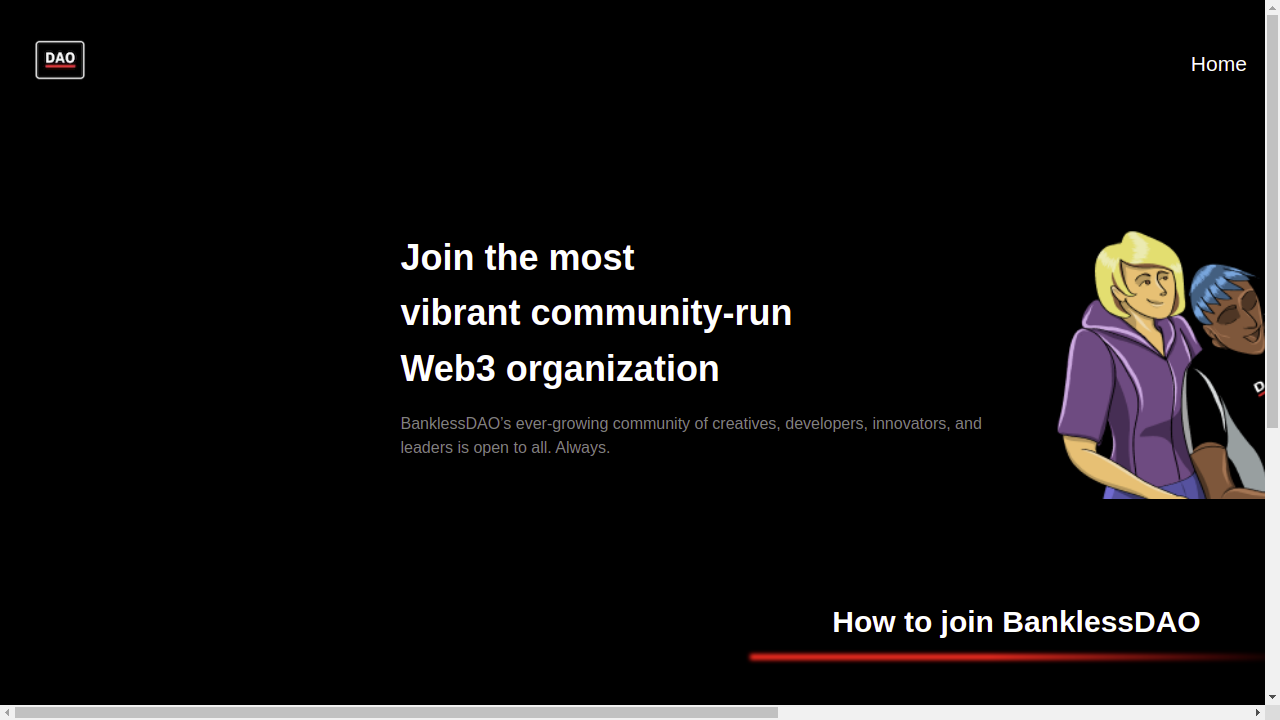 DAO
Home
Join the most
vibrant community-run
Web3 organization
BanklessDAO's ever-growing community of creatives, developers, innovators, and
leaders is open to all. Always.
How to join BanklessDAO